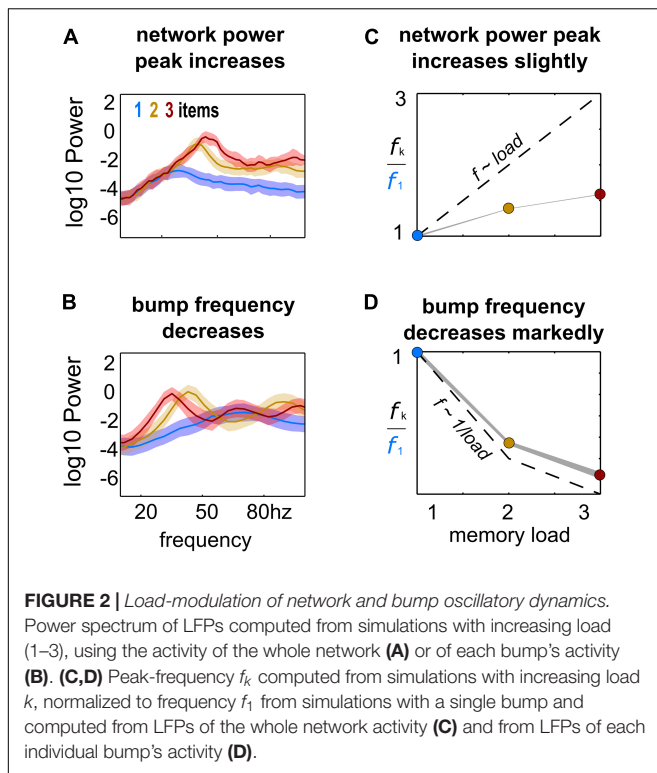 A
network power
peak increases
1 2 3 items
log10 Power
2
0
-2
-4
-6
C
network power peak
increases slightly
3
f ~ load
fk
f1
1
B
bump frequency
decreases
log10 Power
2
0
-2
-4
-6
20 50 80hz
frequency
D
bump frequency
decreases markedly
1
fk
f1
f ~ 1/load
1 2 3
memory load
FIGURE 2 | Load-modulation of network and bump oscillatory dynamics.
Power spectrum of LFPs computed from simulations with increasing load
(1–3), using the activity of the whole network (A) or of each bump's activity
(B). (C,D) Peak-frequency fk computed from simulations with increasing load
k, normalized to frequency f1 from simulations with a single bump and
computed from LFPs of the whole network activity (C) and from LFPs of each
individual bump's activity (D).